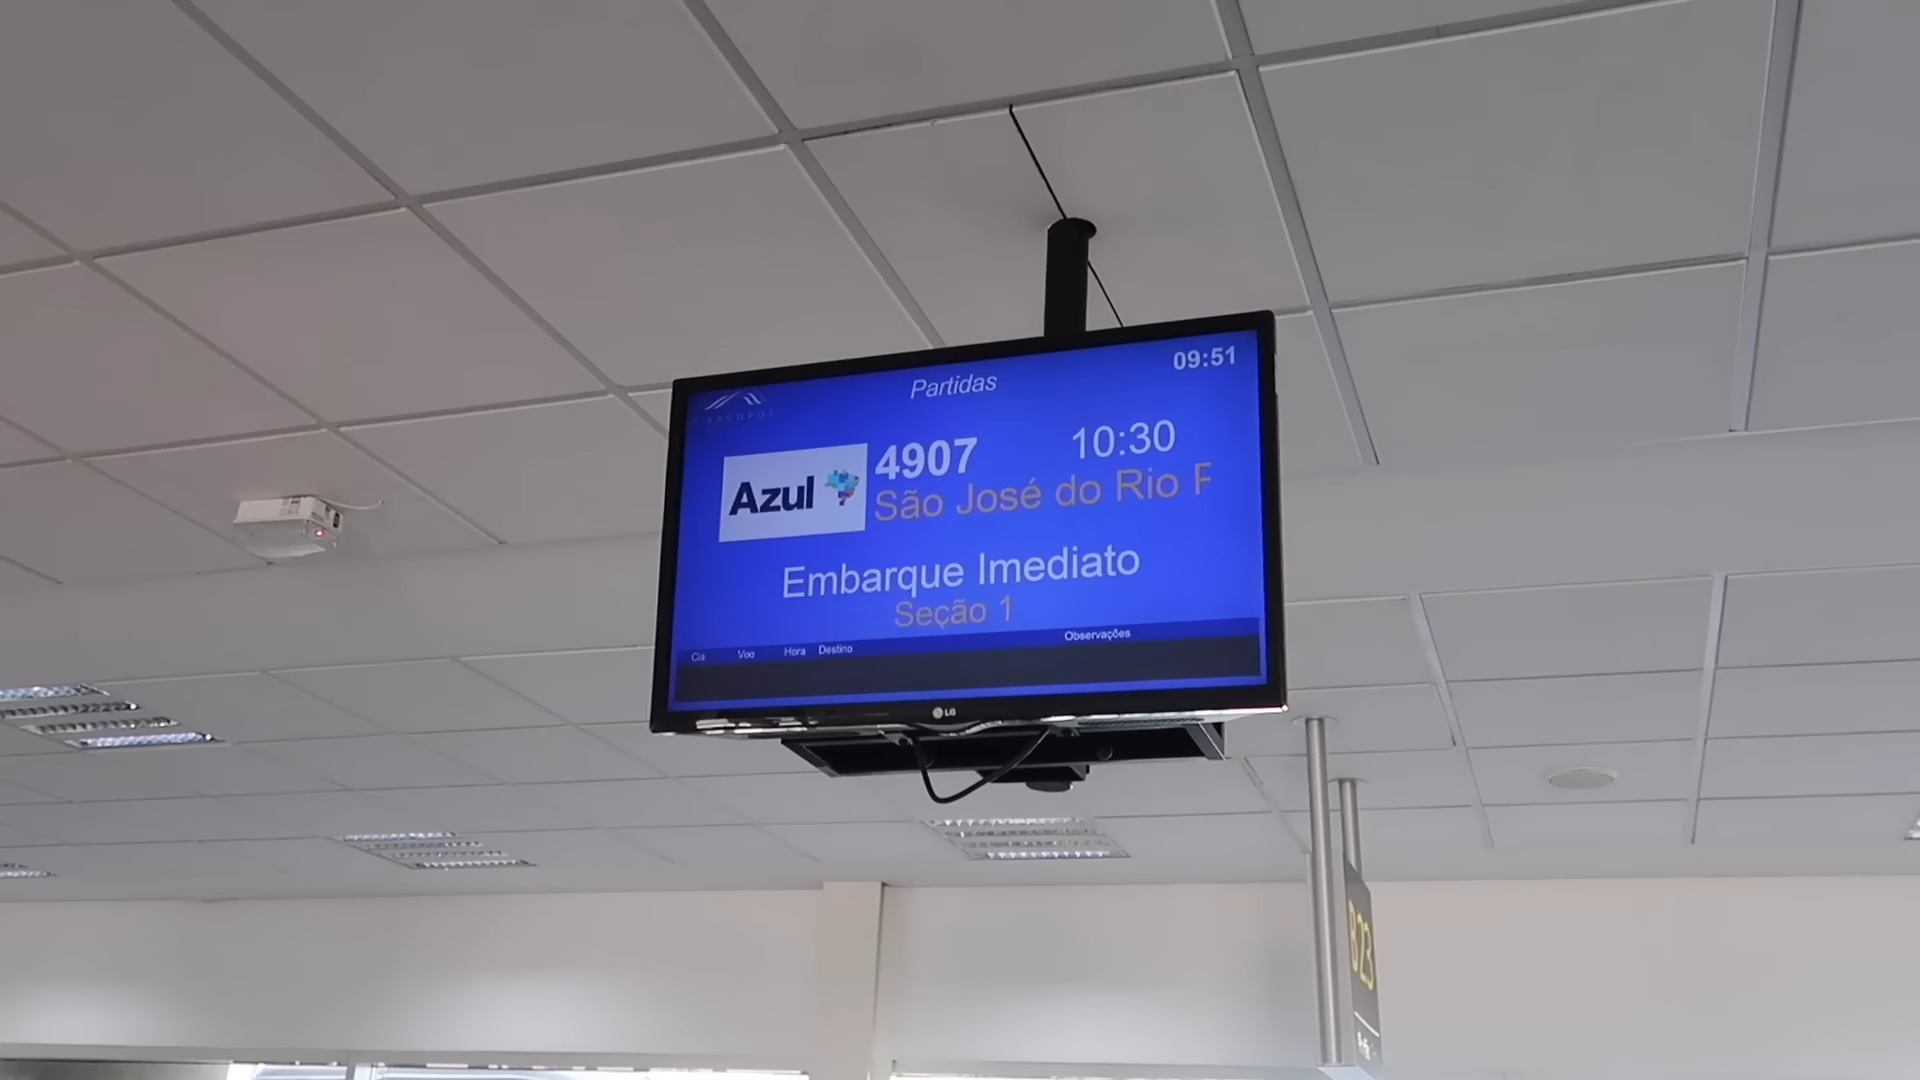 09:51
Partidas
Azul
4907 10:30
São José do Rio P
Embarque Imediato
Seção 1
Cia Voo Hora Destino Observações
LG
B23